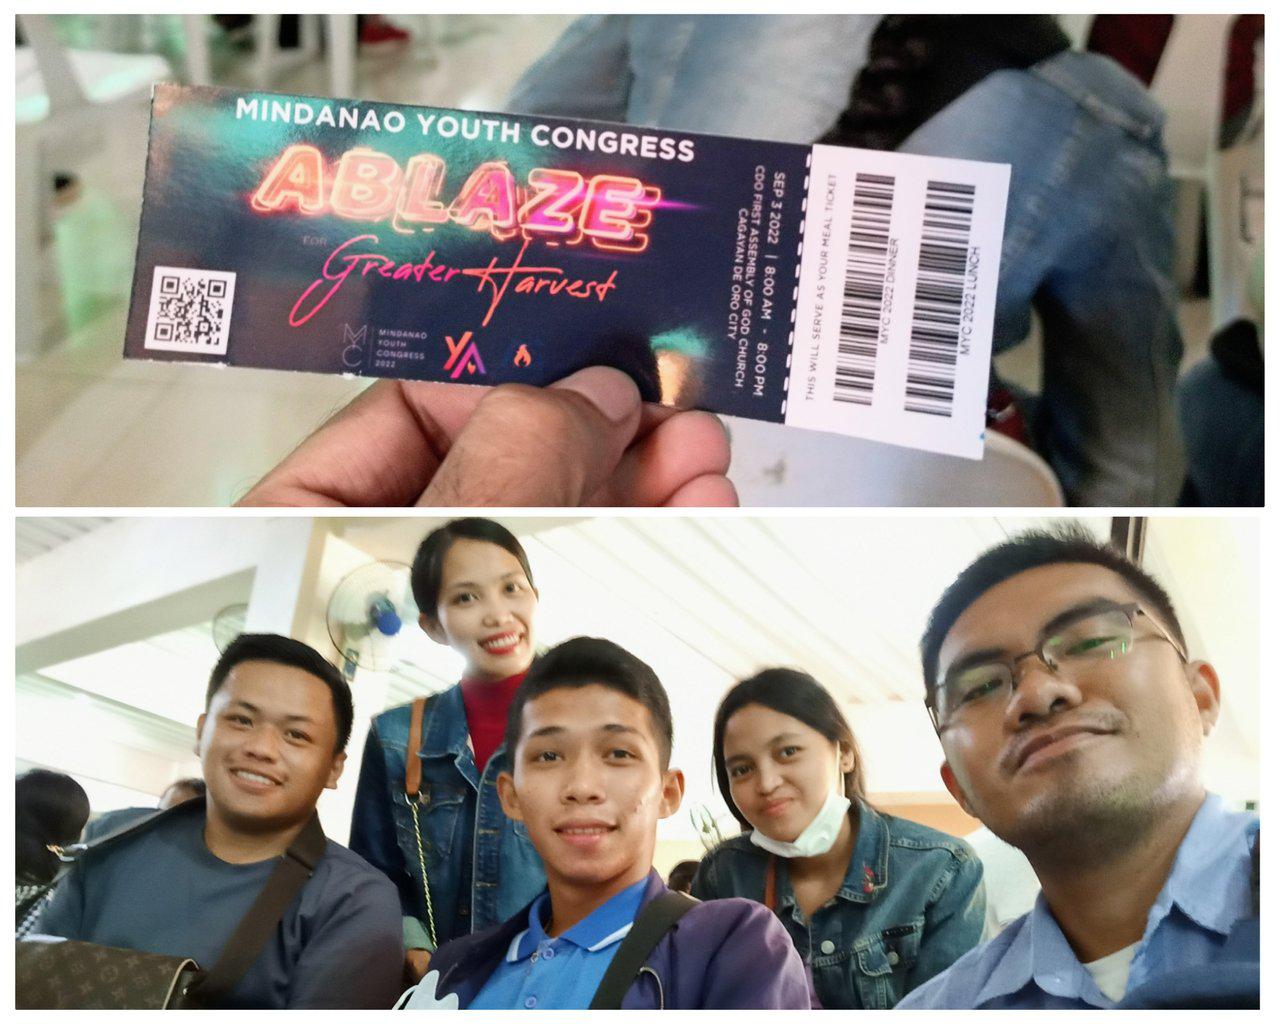 MINDANAO YOUTH CONGRESS
ABLAZE
FOR
Greater Harvest
MC
MINDANAO
YOUTH
CONGRESS
2022
YA
SEP 3 2022 | 8:00 AM - 8:00 PM
CDO FIRST ASSEMBLY OF GOD CHURCH
CAGAYAN DE ORO CITY
THIS WILL SERVE AS YOUR MEAL TICKET
MYC 2022 DINNER
MYC 2022 LUNCH